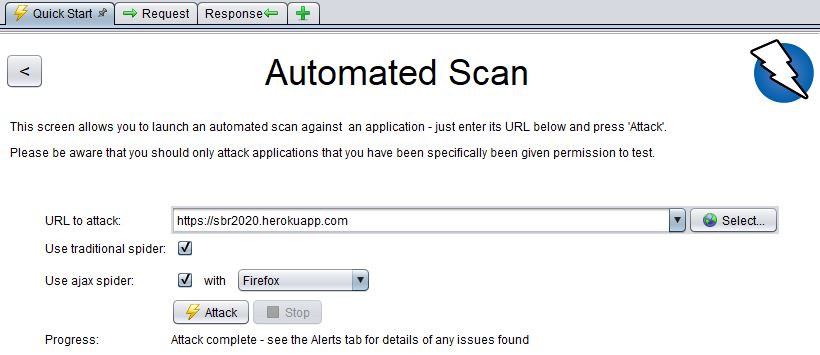 Quick Start Request Response
<
Automated Scan
This screen allows you to launch an automated scan against an application - just enter its URL below and press 'Attack'.
Please be aware that you should only attack applications that you have been specifically been given permission to test.
URL to attack: https://sbr2020.herokuapp.com Select...
Use traditional spider:
Use ajax spider: with Firefox
Attack Stop
Progress: Attack complete - see the Alerts tab for details of any issues found